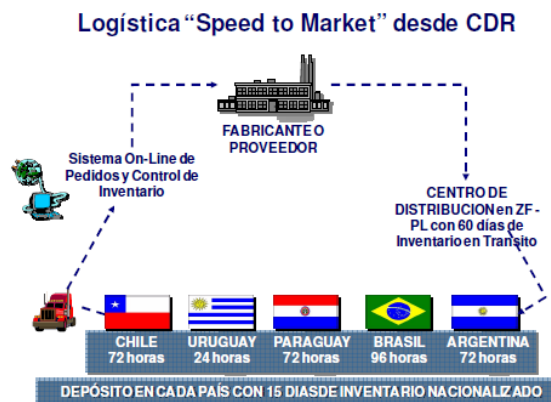 Logística “Speed to Market” desde CDR
FABRICANTE O
PROVEEDOR
Sistema On-Line de
Pedidos y Control de
Inventario
CENTRO DE
DISTRIBUCION en ZF -
PL con 60 días de
Inventario en Transito
CHILE
72 horas
URUGUAY
24 horas
PARAGUAY
72 horas
BRASIL
96 horas
ARGENTINA
72 horas
DEPÓSITO EN CADA PAÍS CON 15 DIASDE INVENTARIO NACIONALIZADO